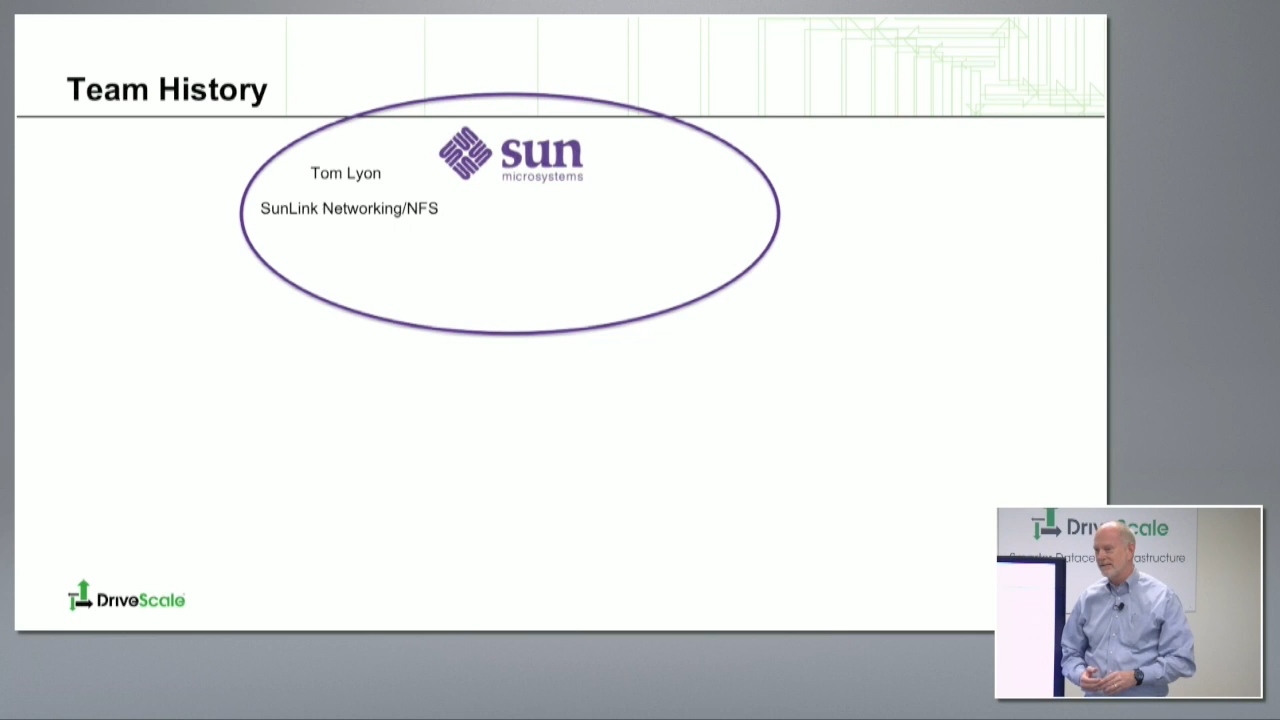 Team History
sun
microsystems
Tom Lyon
SunLink Networking/NFS
DriveScale
DriveScale